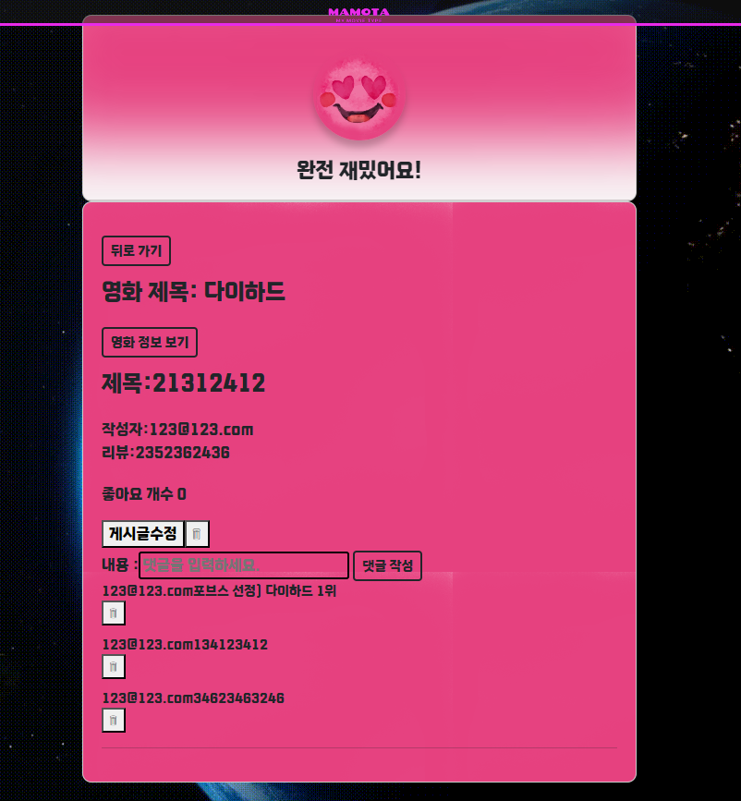 MAMOTA
완전 재밌어요!
뒤로 가기
영화 제목: 다이하드
영화 정보 보기
제목:21312412
작성자:123@123.com
리뷰:2352362436
좋아요 개수 0
게시글수정
내용 : 댓글을 입력하세요. 댓글 작성
123@123.com포브스 선정] 다이하드 1위
123@123.com134123412
123@123.com34623463246